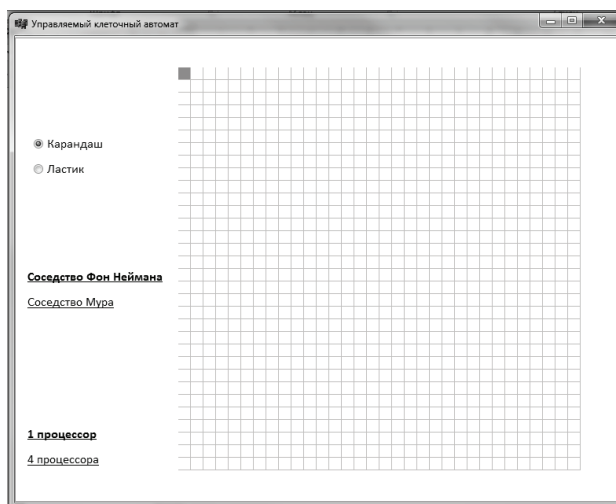 Управляемый клеточный автомат
Карандаш
Ластик
Соседство Фон Неймана
Соседство Мура
1 процессор
4 процессора